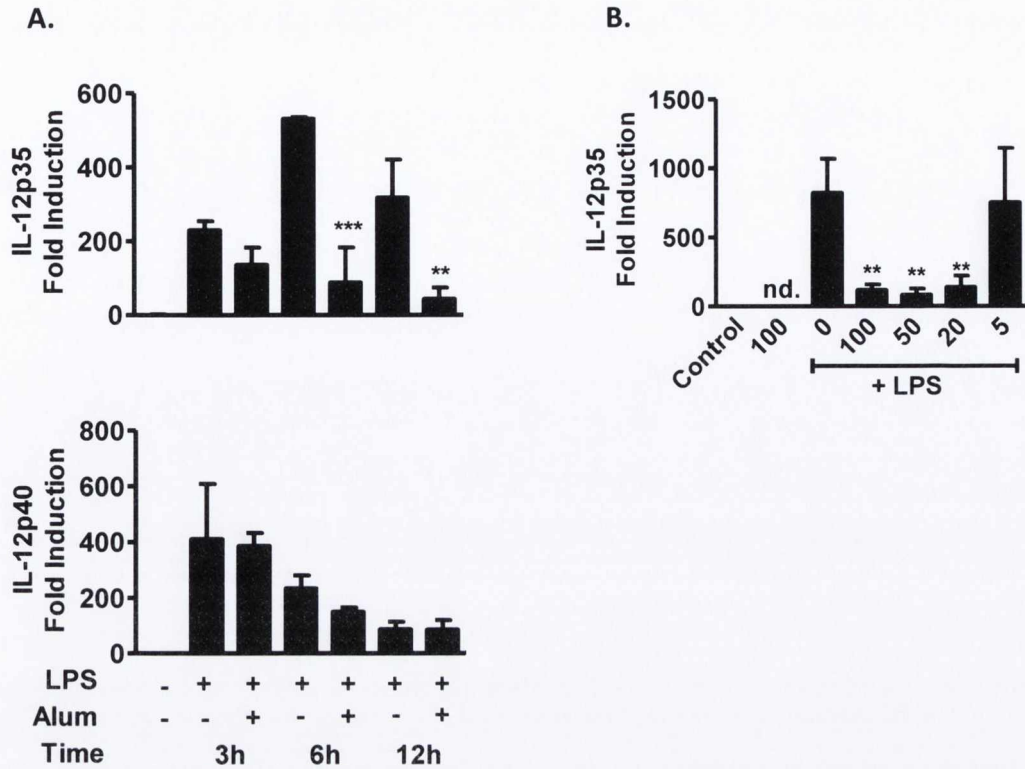 A.
IL-12p35
Fold Induction
600
400
200
0
***
**
IL-12p40
Fold Induction
800
600
400
200
0
LPS - + + + + + +
Alum - - + - + - +
Time 3h 6h 12h
B.
IL-12p35
Fold Induction
1500
1000
500
0
nd.
** ** **
Control 100 0 100 50 20 5
+ LPS